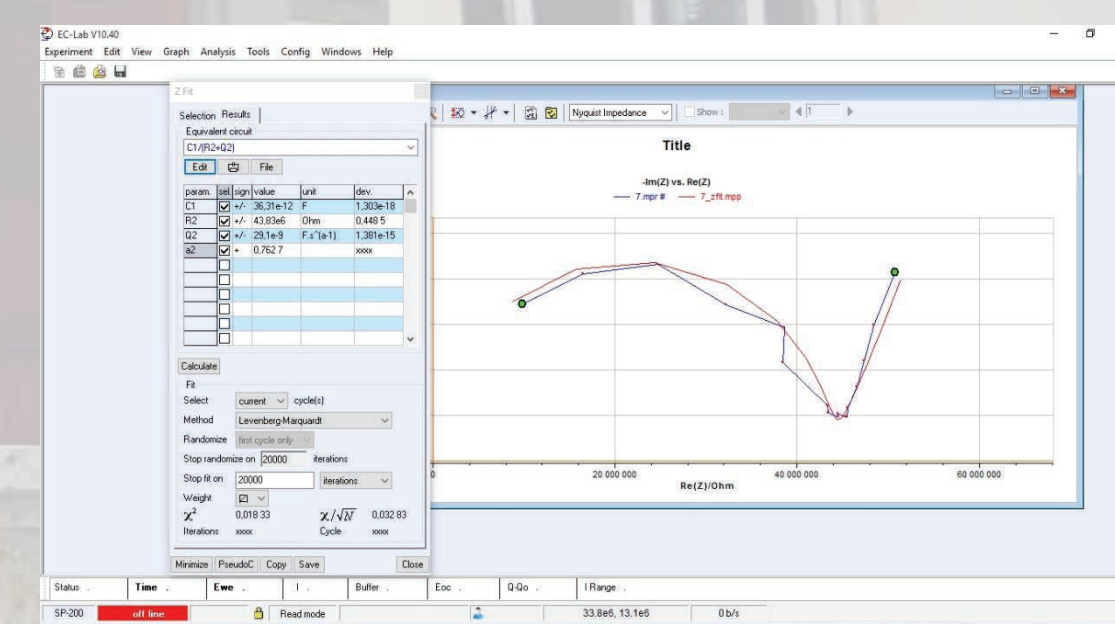 EC-Lab V10.40
Experiment Edit View Graph Analysis Tools Config Windows Help
Z Fit
Selection Results
Equivalent circuit
C1/(R2+Q2)
Edit File
param. sel. sign value unit dev.
C1 +/- 36,31e-12 F 1,303e-18
R2 +/- 43,83e6 Ohm 0,448 5
Q2 +/- 29,1e-9 F.s^(a-1) 1,381e-15
a2 + 0,762 7 xxxx
Calculate
Fit
Select current cycle(s)
Method Levenberg-Marquardt
Randomize first cycle only
Stop randomize on 20000 iterations
Stop fit on 20000 iterations
Weight |Z|
χ² 0,018 33 χ/√N 0,032 83
Iterations xxxx Cycle xxxx
Minimize PseudoC Copy Save Close
Nyquist Impedance Show : 1
Title
-Im(Z) vs. Re(Z)
7.mpr # 7_zfit.mpp
0 20 000 000 40 000 000 60 000 000
Re(Z)/Ohm
Status . Time . Ewe . I . Buffer . Eoc . Q-Qo . I Range .
SP-200 off line Read mode 33.8e6, 13.1e6 0 b/s